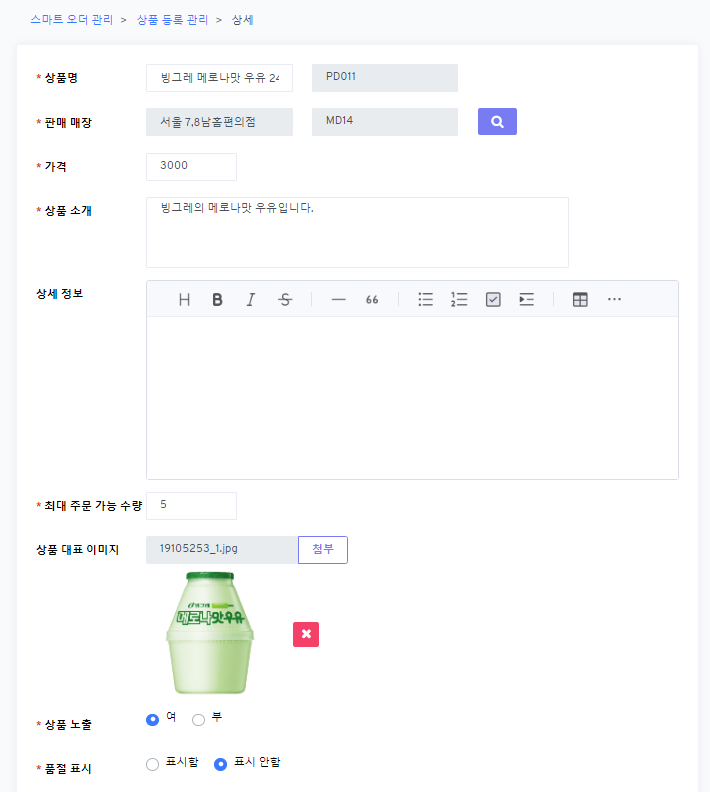 스마트 오더 관리 > 상품 등록 관리 > 상세
* 상품명 빙그레 메로나맛 우유 24 PD011
* 판매 매장 서울 7,8남홈편의점 MD14
* 가격 3000
* 상품 소개 빙그레의 메로나맛 우유입니다.
상세 정보 H B I S 66
* 최대 주문 가능 수량 5
상품 대표 이미지 19105253_1.jpg 첨부
빙그레
메로나맛우유
* 상품 노출 여 부
* 품절 표시 표시함 표시 안함